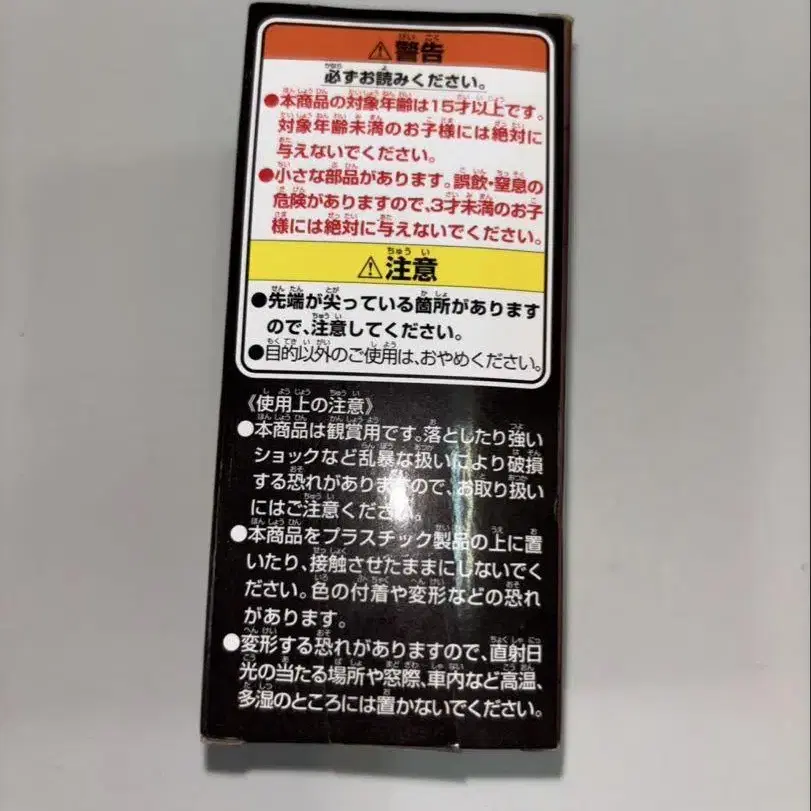 ⚠警告
必ずお読みください。
●本商品の対象年齢は15才以上です。
対象年齢未満のお子様には絶対に
与えないでください。
●小さな部品があります。誤飲・窒息の
危険がありますので、3才未満のお子
様には絶対に与えないでください。
⚠注意
●先端が尖っている箇所があります
ので、注意してください。
●目的以外のご使用は、おやめください。
《使用上の注意》
●本商品は観賞用です。落としたり強い
ショックなど乱暴な扱いにより破損
する恐れがありますので、お取り扱い
にはご注意ください。
●本商品をプラスチック製品の上に置
いたり、接触させたままにしないでく
ださい。色の付着や変形などの恐れ
があります。
●変形する恐れがありますので、直射日
光の当たる場所や窓際、車内など高温、
多湿のところには置かないでください。